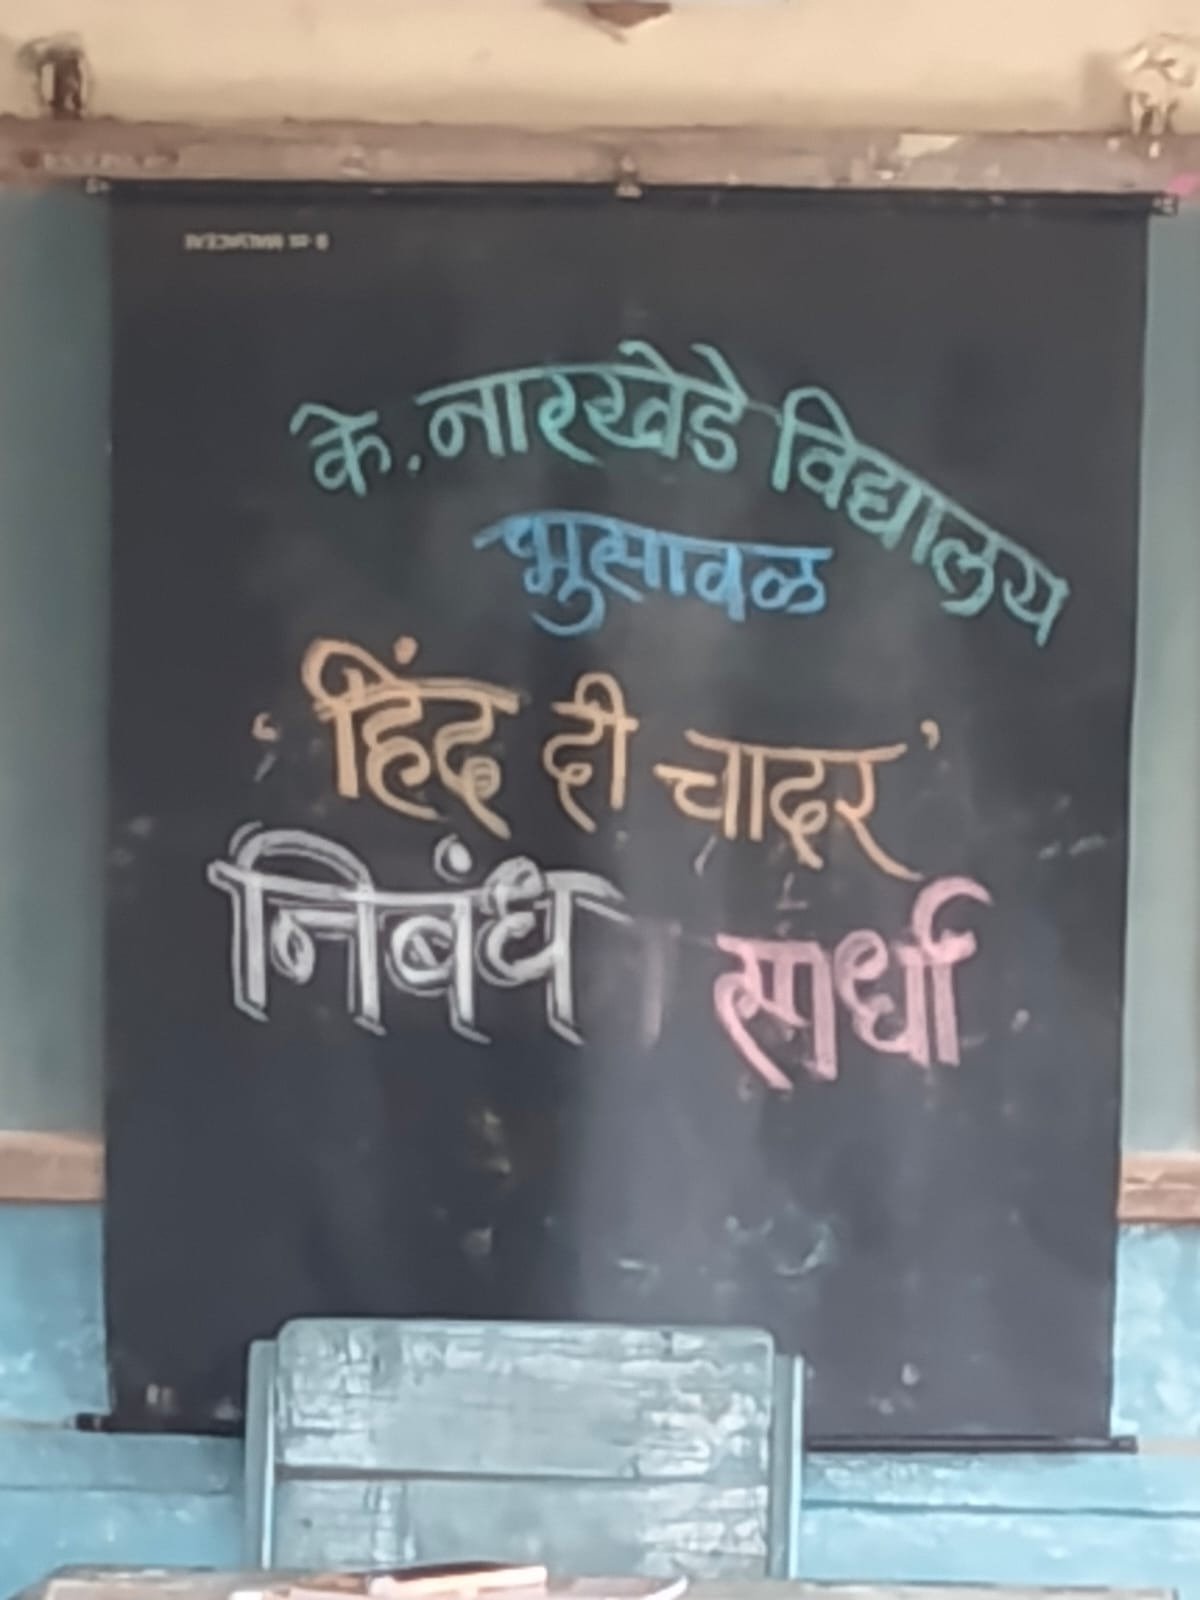 के. नारखेडे विद्यालय
भुसावळ
‘हिंद दी चादर’
निबंध स्पर्धा